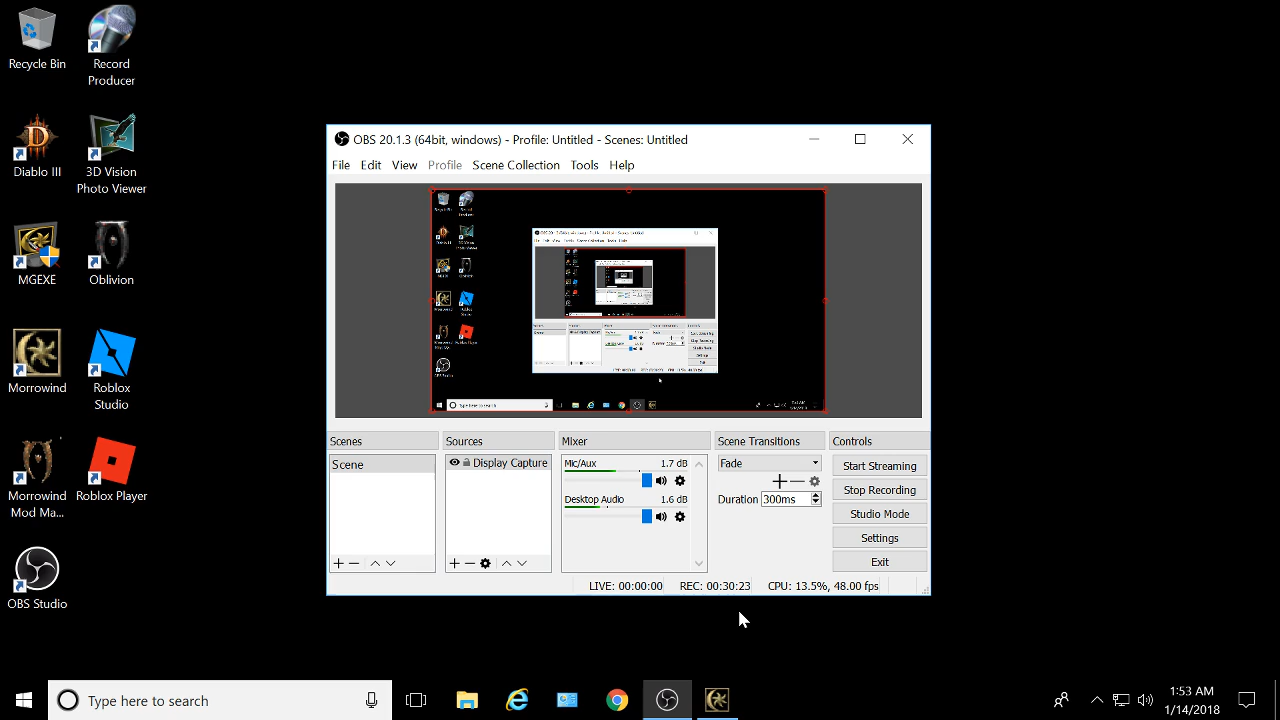 Recycle Bin
Record
Producer
Diablo III
3D Vision
Photo Viewer
MGEXE
Oblivion
Morrowind
Roblox
Studio
Morrowind
Mod Ma...
Roblox Player
OBS Studio
OBS 20.1.3 (64bit, windows) - Profile: Untitled - Scenes: Untitled
File Edit View Profile Scene Collection Tools Help
Scenes Sources Mixer Scene Transitions Controls
Scene
Display Capture
Mic/Aux 1.7 dB
Desktop Audio 1.6 dB
Fade
Duration 300ms
Start Streaming
Stop Recording
Studio Mode
Settings
Exit
LIVE: 00:00:00 REC: 00:30:23 CPU: 13.5%, 48.00 fps
Type here to search
1:53 AM
1/14/2018